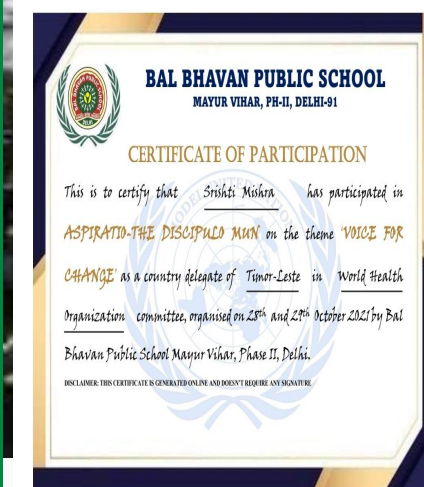 BAL BHAVAN PUBLIC SCHOOL
MAYUR VIHAR, PH-II, DELHI-91
CERTIFICATE OF PARTICIPATION
This is to certify that Srishti Mishra has participated in
ASPIRATIO-THE DISCIPULO MUN on the theme 'VOICE FOR
CHANGE' as a country delegate of Timor-Leste in World Health
Organization committee, organised on 28th and 29th October 2021 by Bal
Bhavan Public School Mayur Vihar, Phase II, Delhi.
DISCLAIMER: THIS CERTIFICATE IS GENERATED ONLINE AND DOESN'T REQUIRE ANY SIGNATURE